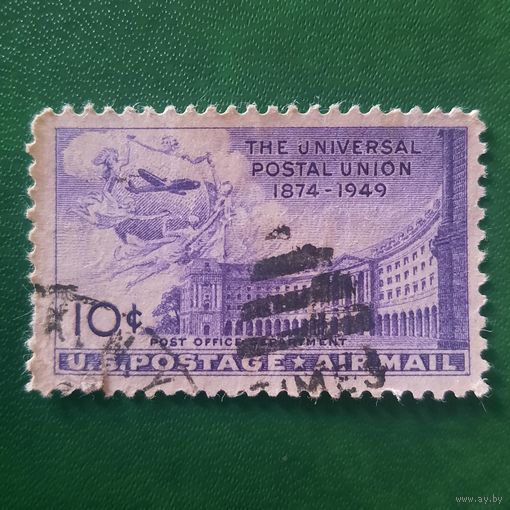 THE UNIVERSAL
POSTAL UNION
1874-1949
10¢
POST OFFICE DEPARTMENT
U.S. POSTAGE ★ AIR MAIL
www.ay.by